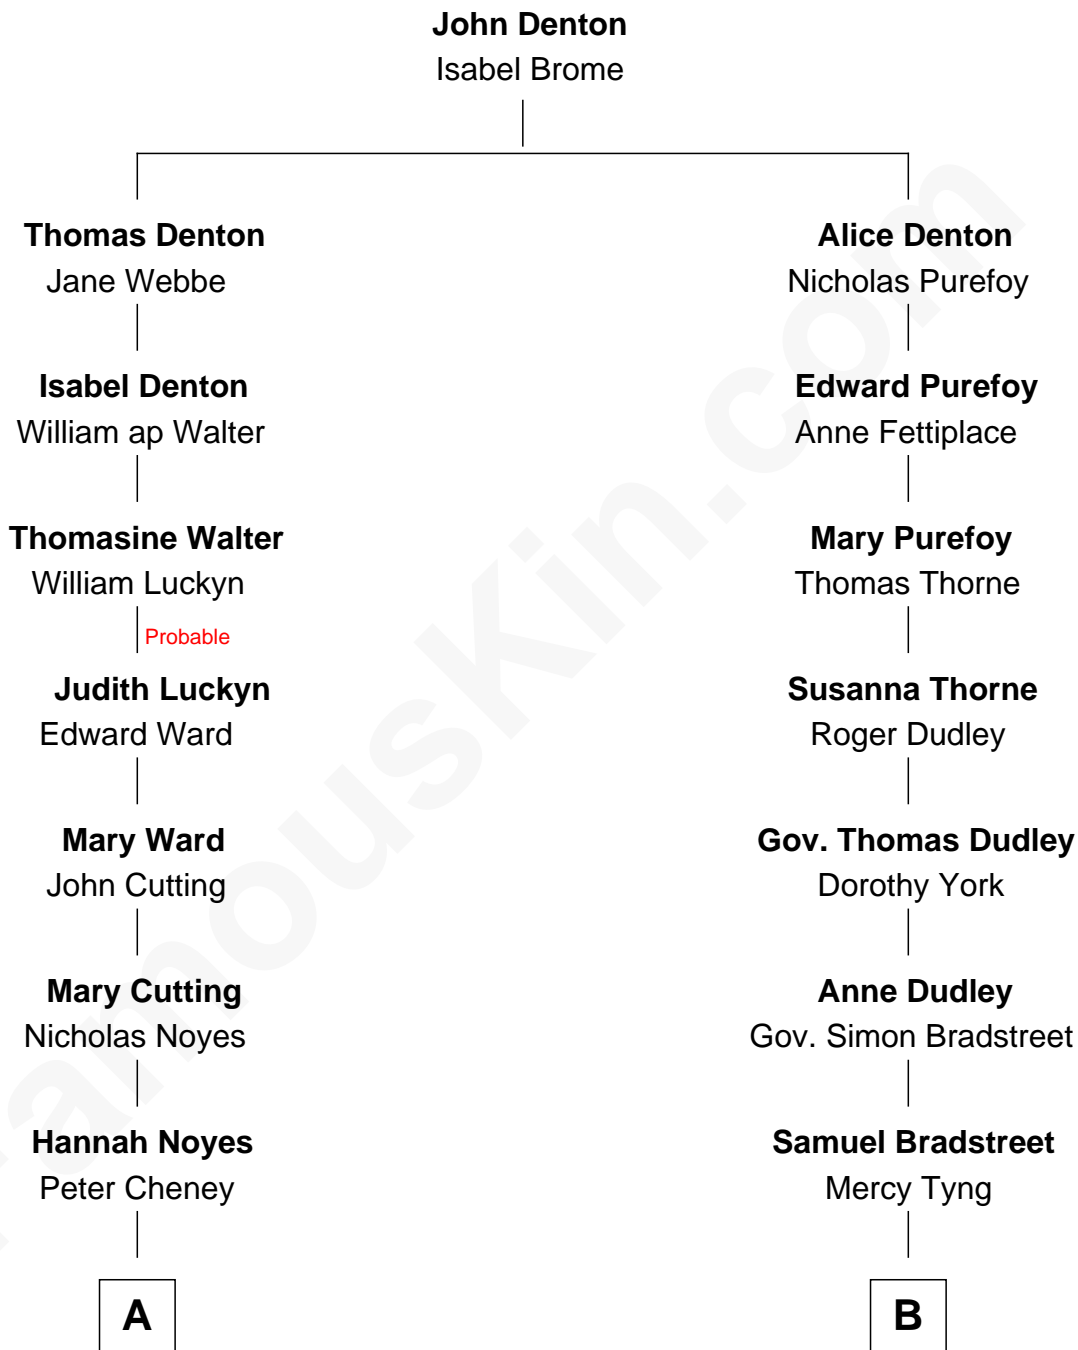 John Denton
Isabel Brome
Thomas Denton
Jane Webbe
Alice Denton
Nicholas Purefoy
Isabel Denton
William ap Walter
Edward Purefoy
Anne Fettiplace
Thomasine Walter
William Luckyn
Mary Purefoy
Thomas Thorne
Probable
Judith Luckyn
Edward Ward
Susanna Thorne
Roger Dudley
Mary Ward
John Cutting
Gov. Thomas Dudley
Dorothy York
Mary Cutting
Nicholas Noyes
Anne Dudley
Gov. Simon Bradstreet
Hannah Noyes
Peter Cheney
Samuel Bradstreet
Mercy Tyng
A
B
famouskin.com